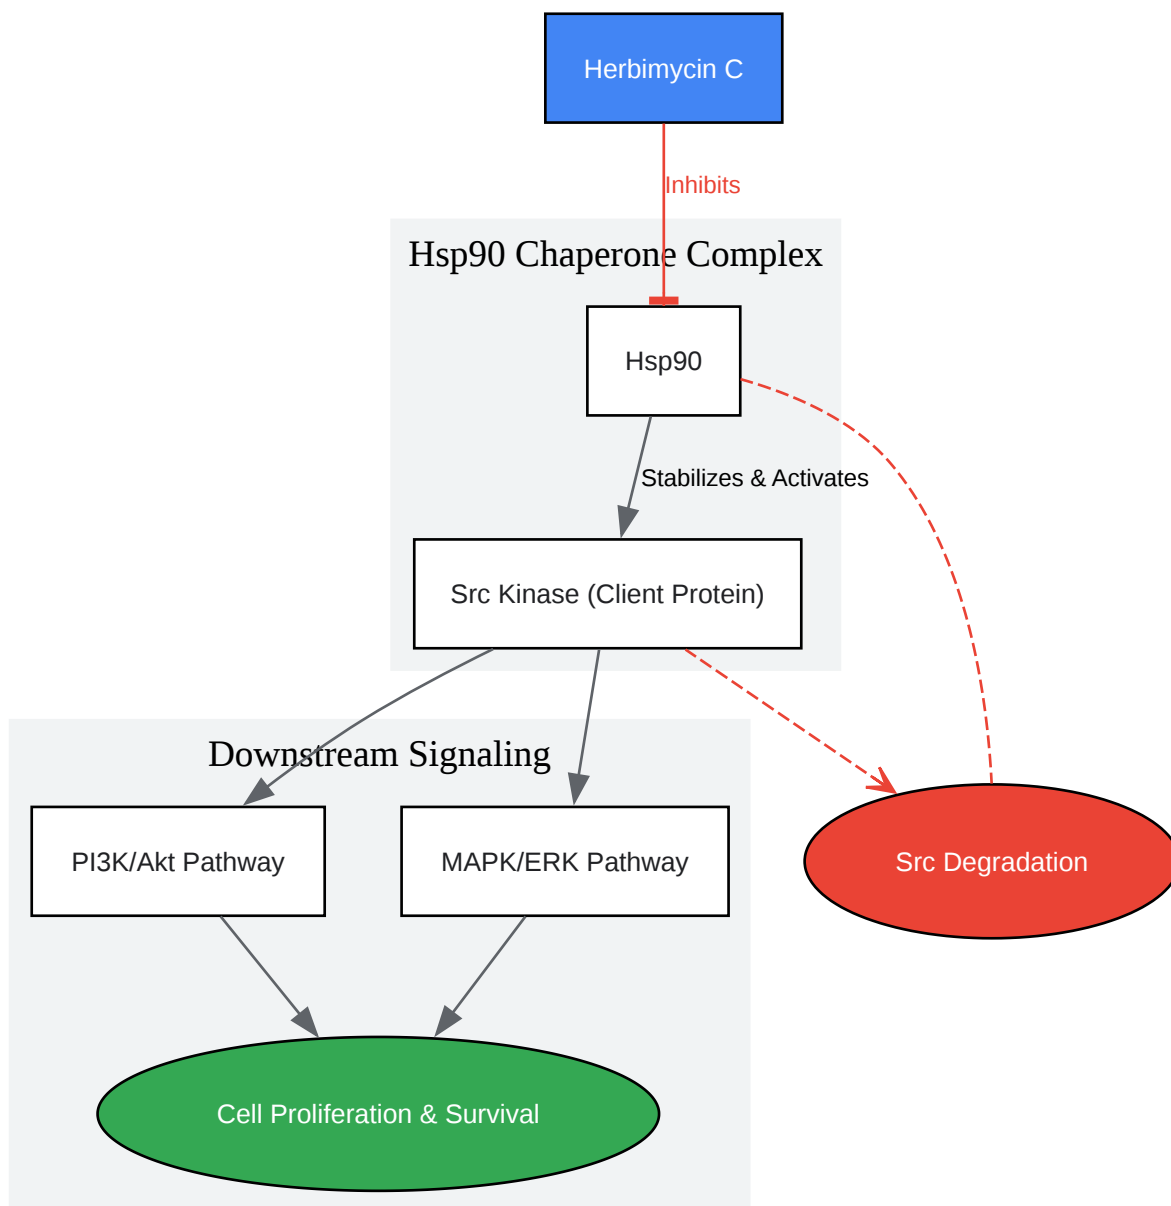 Herbimycin C
Inhibits
Hsp90 Chaperone Complex
Hsp90
Stabilizes & Activates
Src Kinase (Client Protein)
Downstream Signaling
PI3K/Akt Pathway
MAPK/ERK Pathway
Src Degradation
Cell Proliferation & Survival